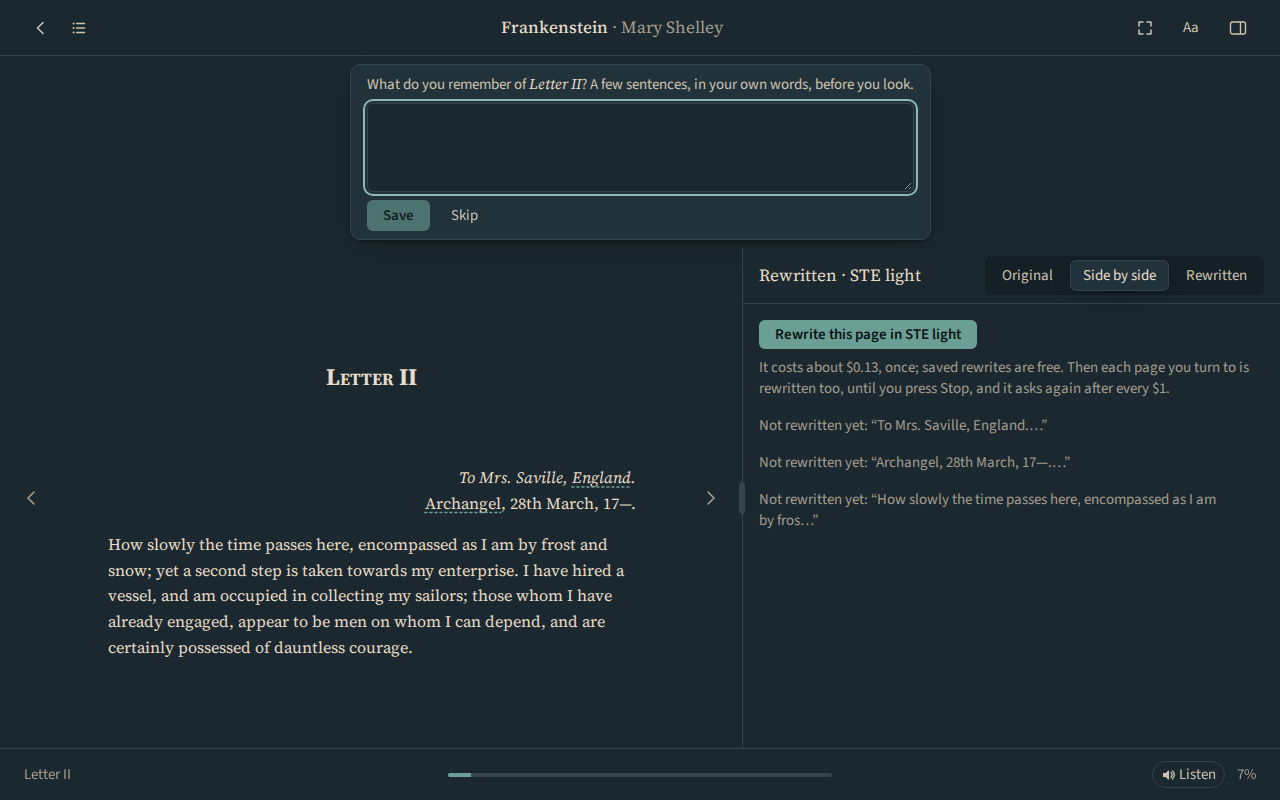 Frankenstein · Mary Shelley
Aa
What do you remember of Letter II? A few sentences, in your own words, before you look.
Save
Skip
Rewritten · STE light
Original
Side by side
Rewritten
Rewrite this page in STE light
It costs about $0.13, once; saved rewrites are free. Then each page you turn to is
rewritten too, until you press Stop, and it asks again after every $1.
Not rewritten yet: “To Mrs. Saville, England.…”
Not rewritten yet: “Archangel, 28th March, 17—.…”
Not rewritten yet: “How slowly the time passes here, encompassed as I am
by fros…”
Letter II
To Mrs. Saville, England.
Archangel, 28th March, 17—.
How slowly the time passes here, encompassed as I am by frost and
snow; yet a second step is taken towards my enterprise. I have hired a
vessel, and am occupied in collecting my sailors; those whom I have
already engaged, appear to be men on whom I can depend, and are
certainly possessed of dauntless courage.
Letter II
Listen
7%